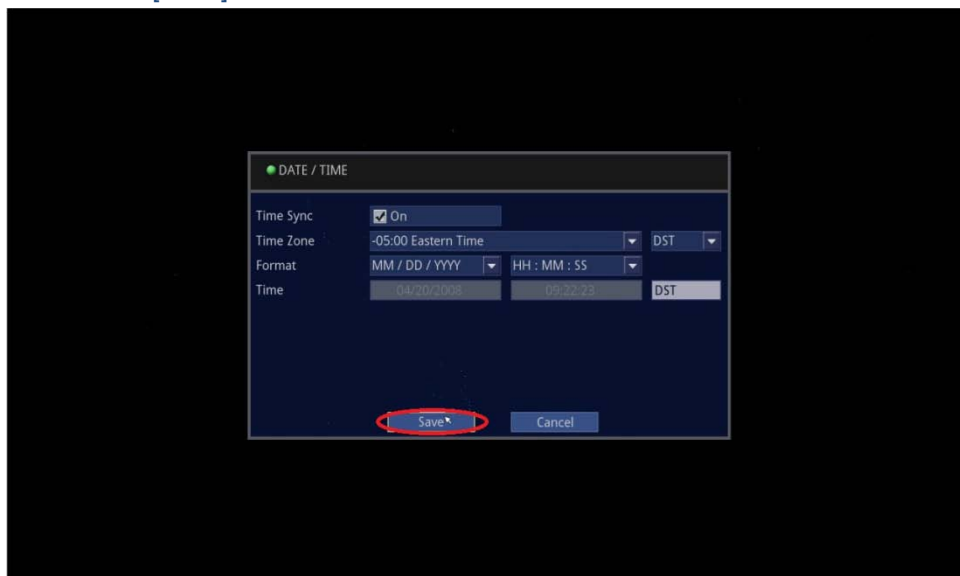 DATE / TIME
Time Sync On
Time Zone -05:00 Eastern Time DST
Format MM / DD / YYYY HH : MM : SS
Time 04/20/2008 09:22:23 DST
Save Cancel